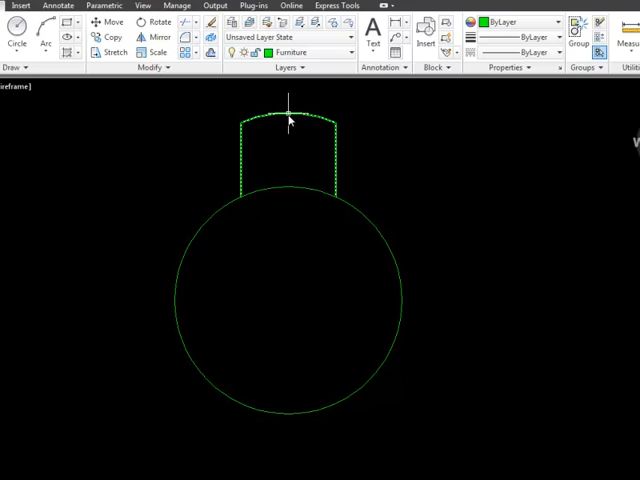 Insert Annotate Parametric View Manage Output Plug-ins Online Express Tools
Move Rotate
Copy Mirror
Stretch Scale
Circle Arc
Draw Modify
Unsaved Layer State
Furniture
Layers
Text
Annotation
Insert
Block
ByLayer
ByLayer
ByLayer
Properties
Group
Groups
Utiliti
ireframe]